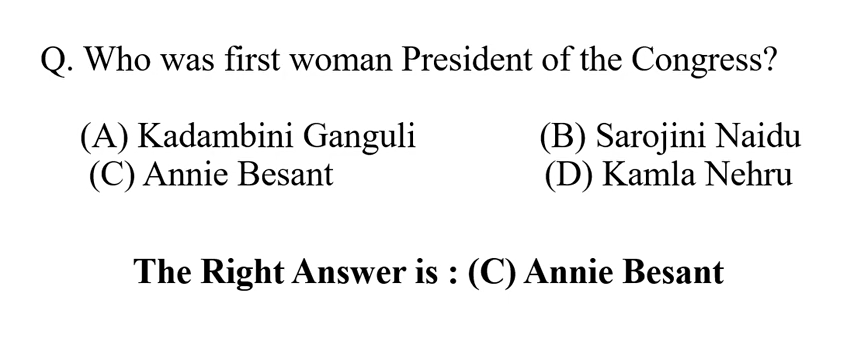 Q. Who was first woman President of the Congress?
(A) Kadambini Ganguli (B) Sarojini Naidu
(C) Annie Besant (D) Kamla Nehru
The Right Answer is : (C) Annie Besant